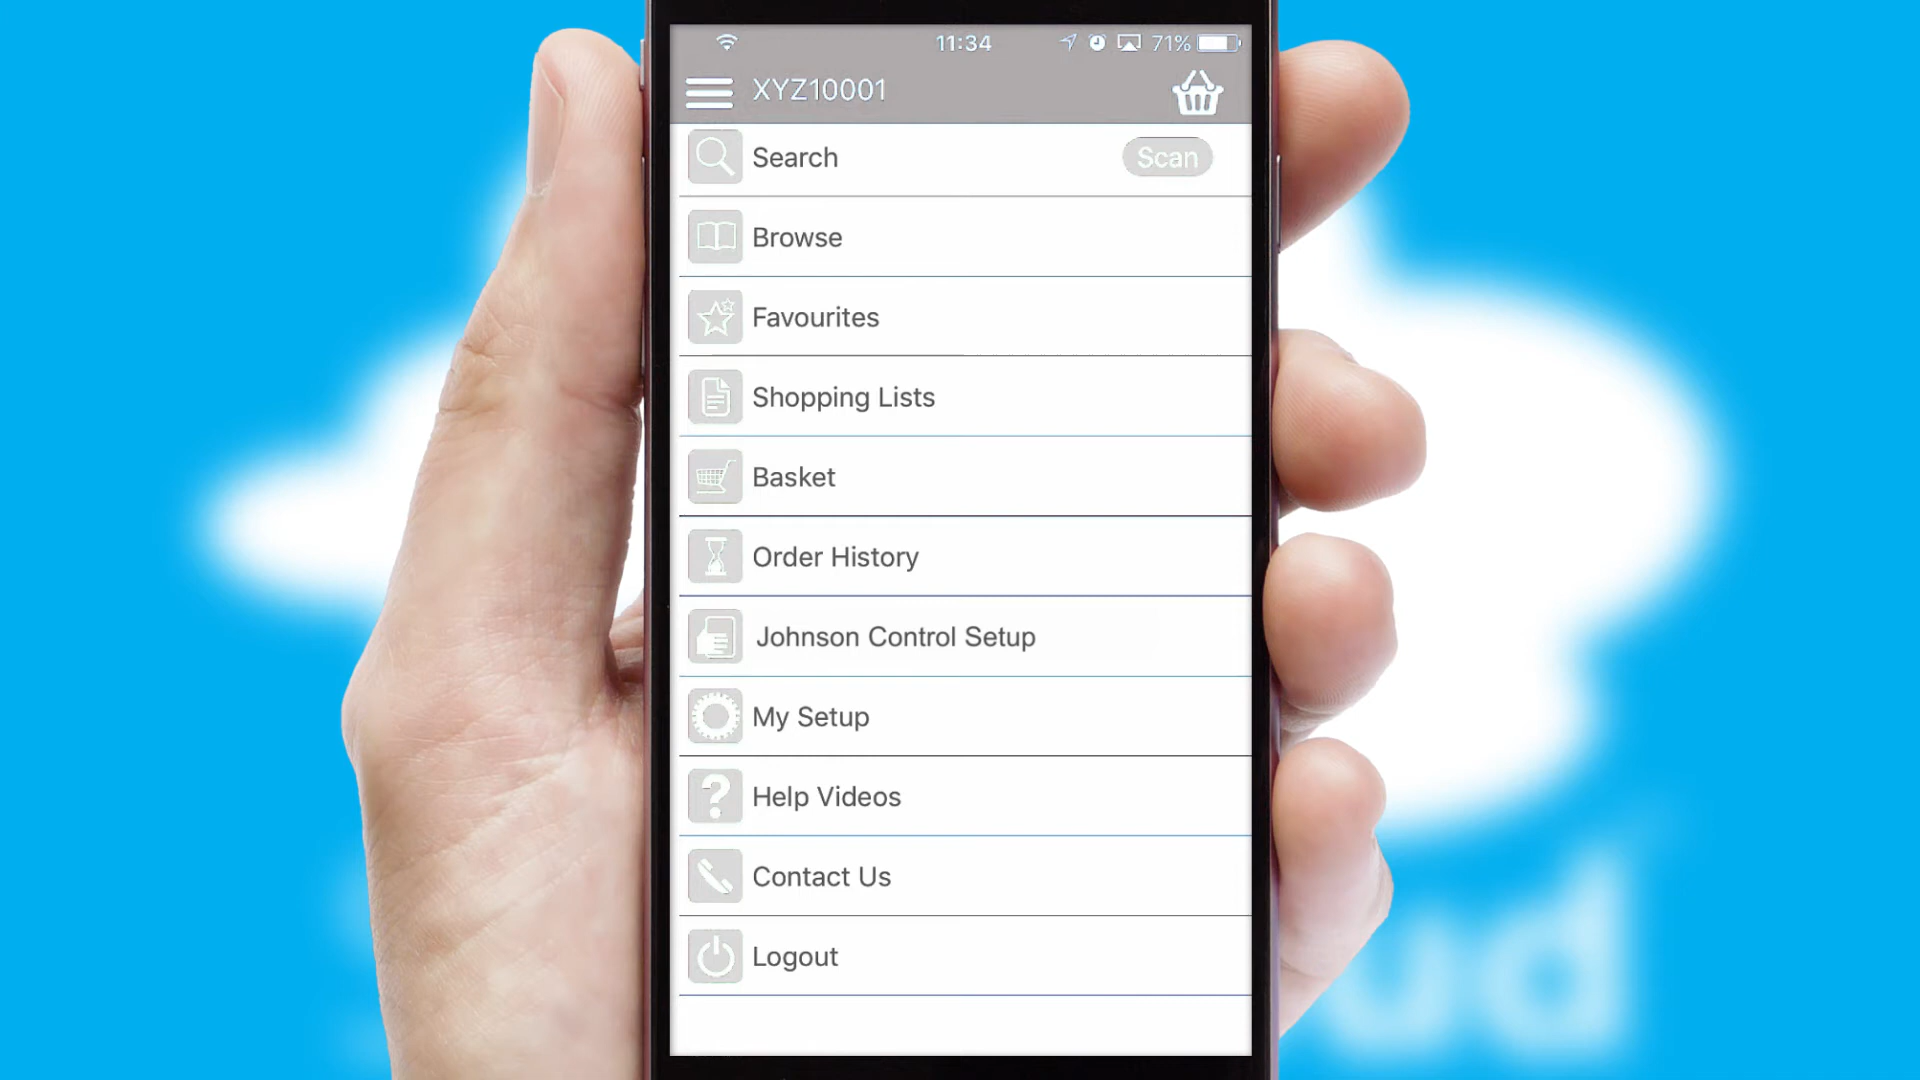 11:34 71%
XYZ10001
Search Scan
Browse
Favourites
Shopping Lists
Basket
Order History
Johnson Control Setup
My Setup
Help Videos
Contact Us
Logout